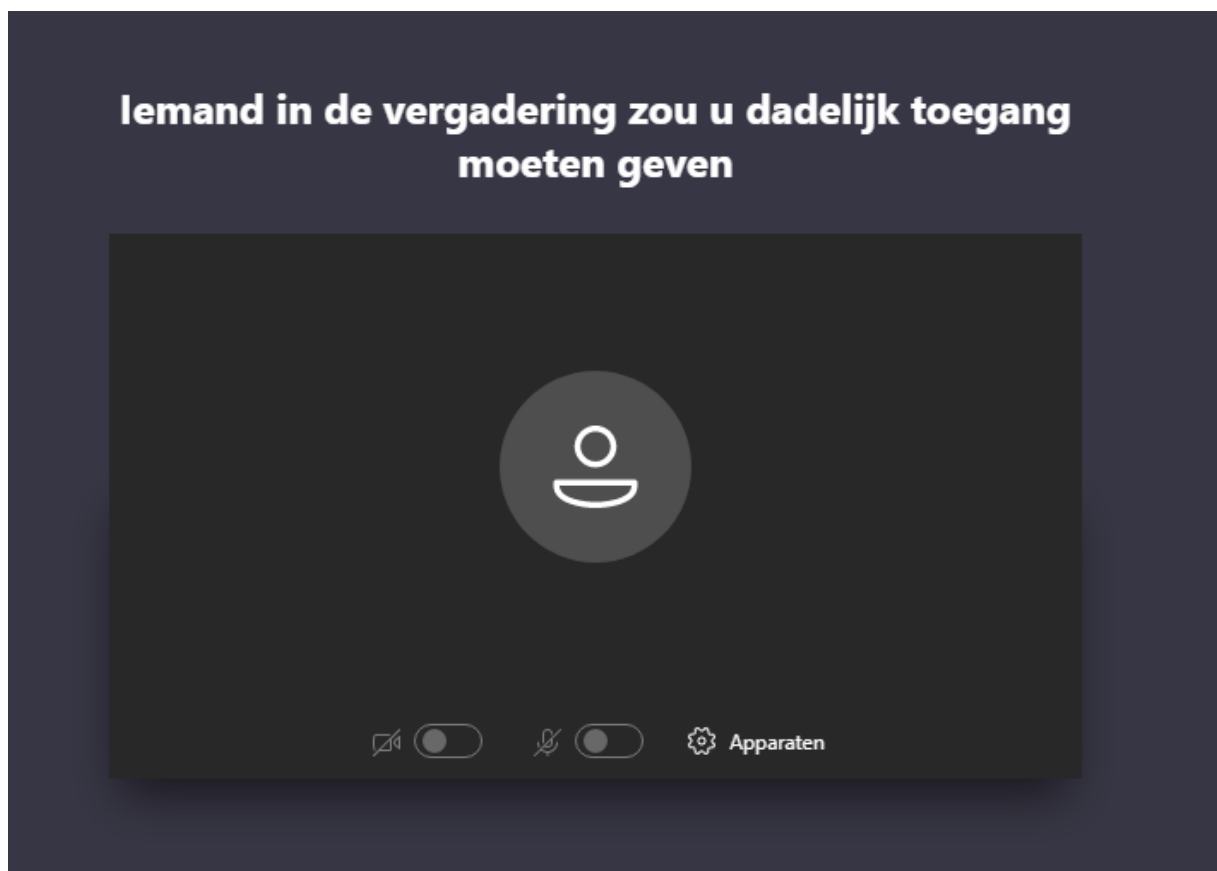 Iemand in de vergadering zou u dadelijk toegang
moeten geven
Apparaten